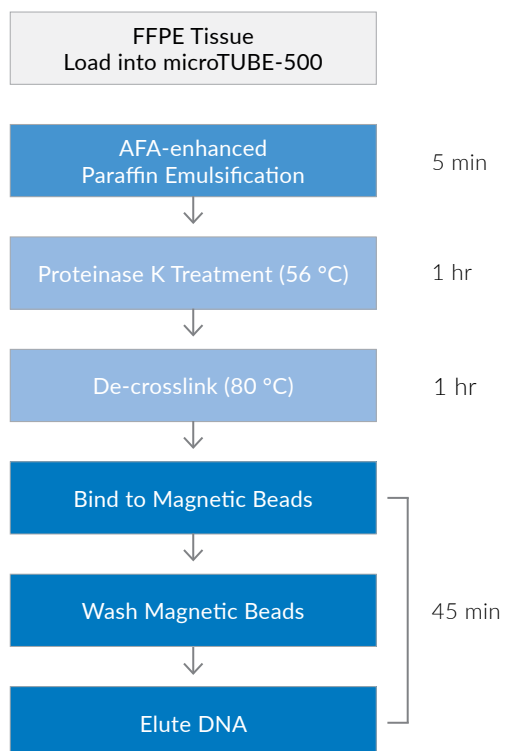 FFPE Tissue
Load into microTUBE-500
AFA-enhanced
Paraffin Emulsification
5 min
Proteinase K Treatment (56 °C)
1 hr
De-crosslink (80 °C)
1 hr
Bind to Magnetic Beads
Wash Magnetic Beads
45 min
Elute DNA